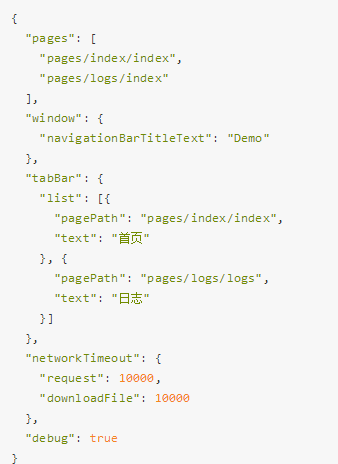 {
  "pages": [
    "pages/index/index",
    "pages/logs/index"
  ],
  "window": {
    "navigationBarTitleText": "Demo"
  },
  "tabBar": {
    "list": [{
      "pagePath": "pages/index/index",
      "text": "首页"
    }, {
      "pagePath": "pages/logs/logs",
      "text": "日志"
    }]
  },
  "networkTimeout": {
    "request": 10000,
    "downloadFile": 10000
  },
  "debug": true
}